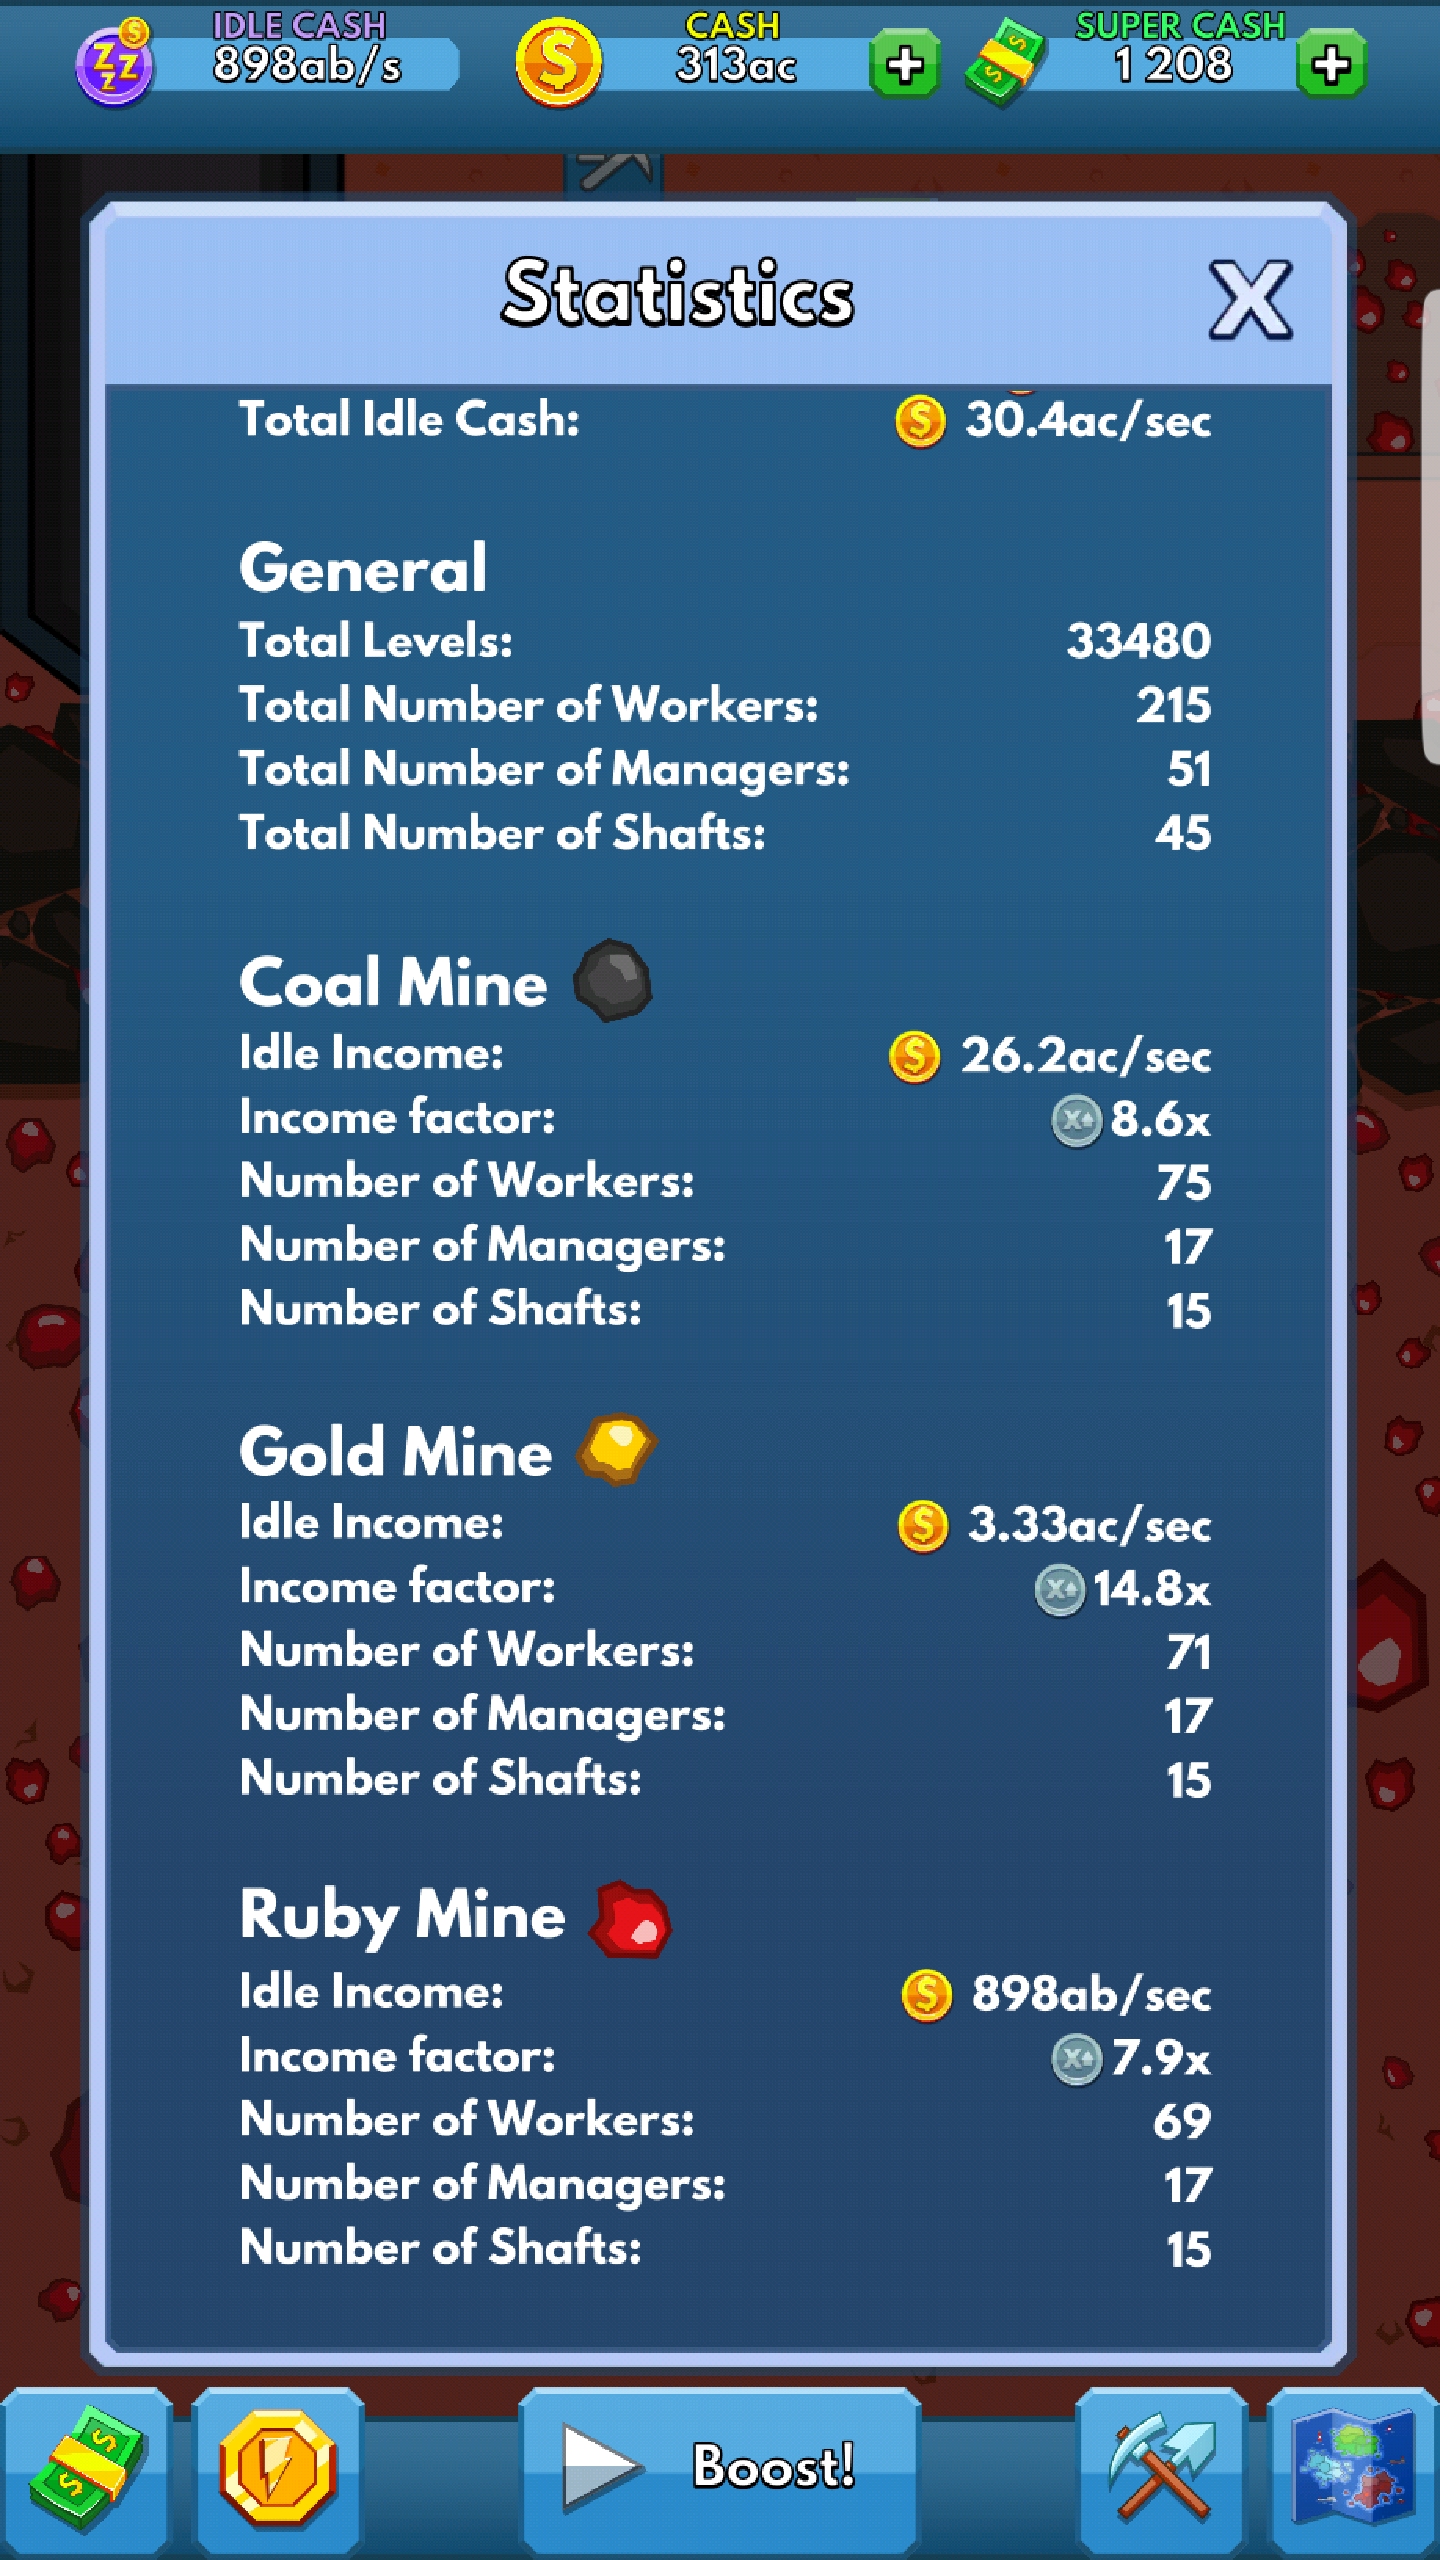 IDLE CASH CASH SUPER CASH
898ab/s 313ac 1 208
Statistics X
Total Idle Cash: 30.4ac/sec
General
Total Levels: 33480
Total Number of Workers: 215
Total Number of Managers: 51
Total Number of Shafts: 45
Coal Mine
Idle Income: 26.2ac/sec
Income factor: 8.6x
Number of Workers: 75
Number of Managers: 17
Number of Shafts: 15
Gold Mine
Idle Income: 3.33ac/sec
Income factor: 14.8x
Number of Workers: 71
Number of Managers: 17
Number of Shafts: 15
Ruby Mine
Idle Income: 898ab/sec
Income factor: 7.9x
Number of Workers: 69
Number of Managers: 17
Number of Shafts: 15
Boost!